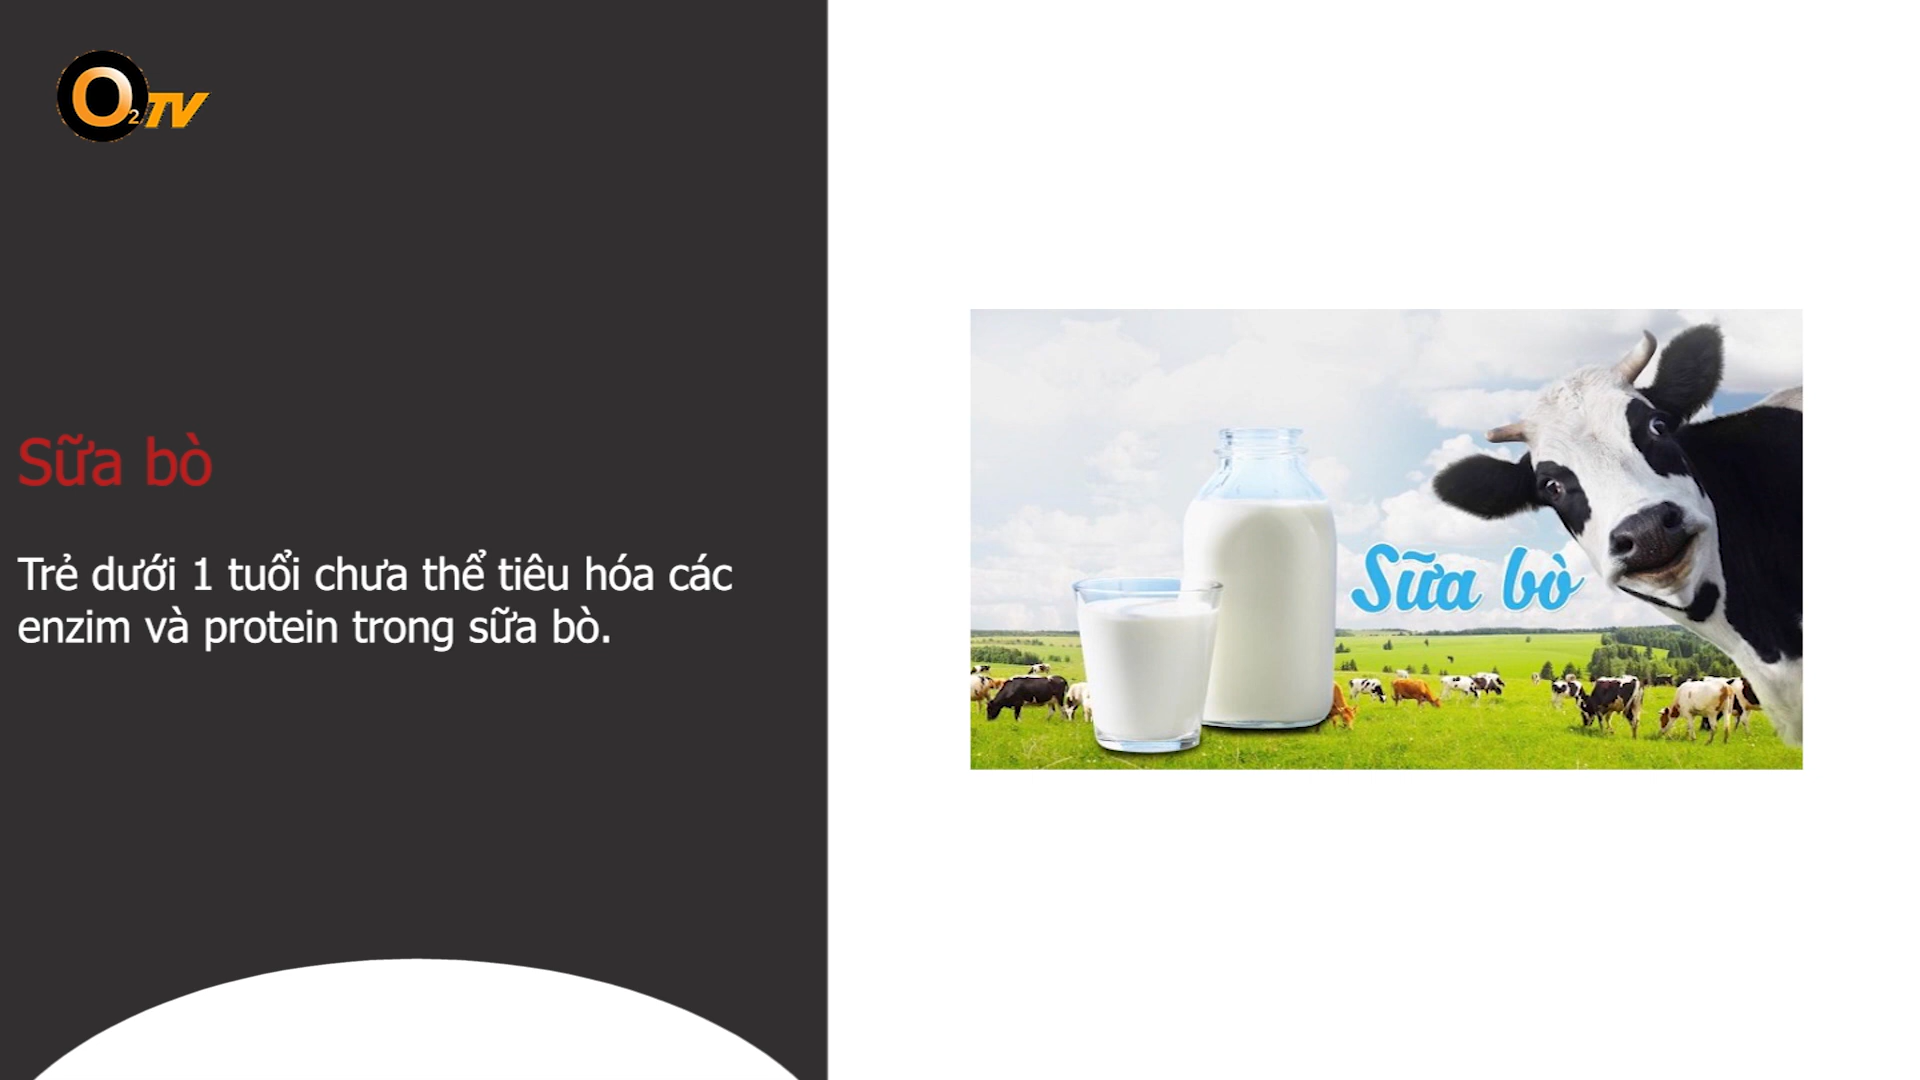 O2TV
Sữa bò
Trẻ dưới 1 tuổi chưa thể tiêu hóa các
enzim và protein trong sữa bò.
Sữa bò